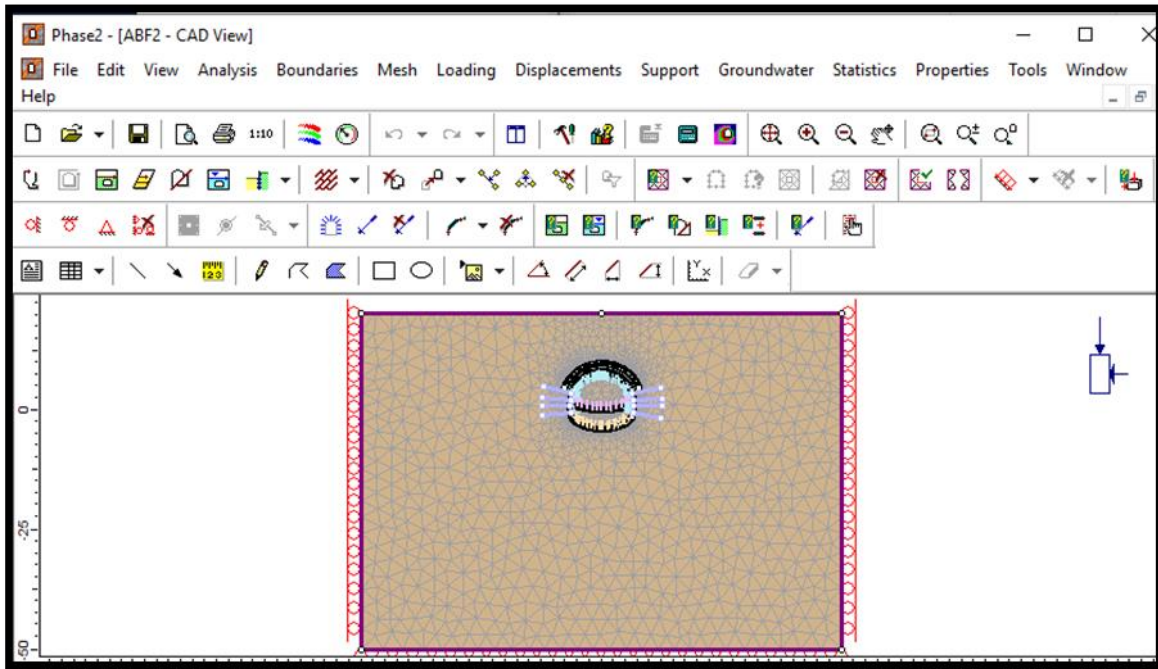 Phase2 - [ABF2 - CAD View]
File Edit View Analysis Boundaries Mesh Loading Displacements Support Groundwater Statistics Properties Tools Window
Help
1:10
123
Y
X
0
-25
-50